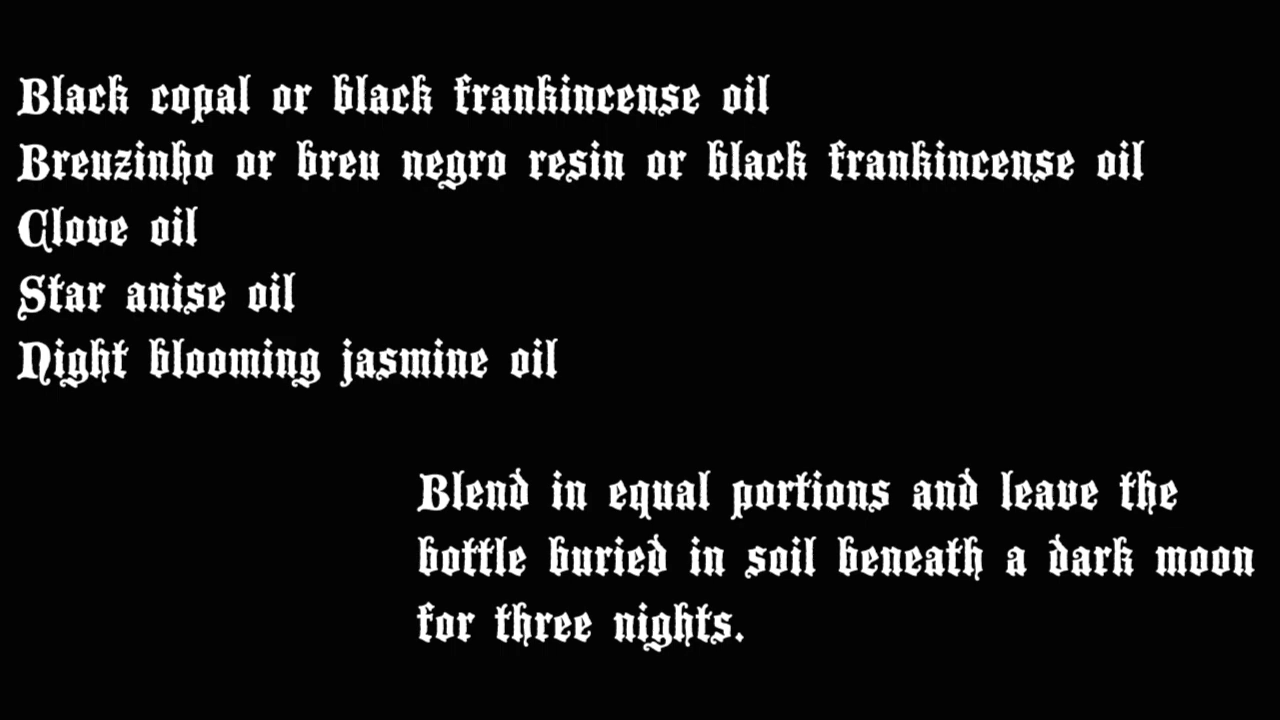 Black copal or black frankincense oil
Breuzinho or breu negro resin or black frankincense oil
Clove oil
Star anise oil
Night blooming jasmine oil
Blend in equal portions and leave the
bottle buried in soil beneath a dark moon
for three nights.